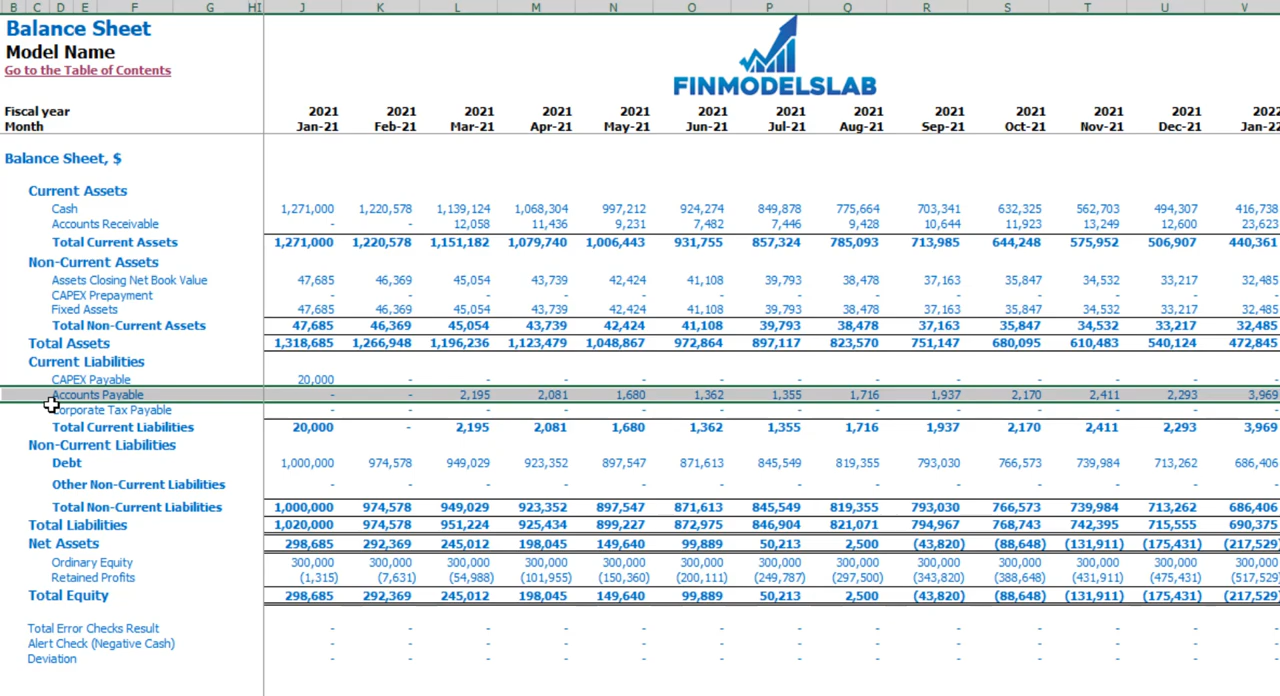 B C D E F G HI J K L M N O P Q R S T U V
Balance Sheet
Model Name
Go to the Table of Contents
FINMODELSLAB
Fiscal year 2021 2021 2021 2021 2021 2021 2021 2021 2021 2021 2021 2021 2022
Month Jan-21 Feb-21 Mar-21 Apr-21 May-21 Jun-21 Jul-21 Aug-21 Sep-21 Oct-21 Nov-21 Dec-21 Jan-22
Balance Sheet, $
Current Assets
Cash 1,271,000 1,220,578 1,139,124 1,068,304 997,212 924,274 849,878 775,664 703,341 632,325 562,703 494,307 416,738
Accounts Receivable - - 12,058 11,436 9,231 7,482 7,446 9,428 10,644 11,923 13,249 12,600 23,623
Total Current Assets 1,271,000 1,220,578 1,151,182 1,079,740 1,006,443 931,755 857,324 785,093 713,985 644,248 575,952 506,907 440,361
Non-Current Assets
Assets Closing Net Book Value 47,685 46,369 45,054 43,739 42,424 41,108 39,793 38,478 37,163 35,847 34,532 33,217 32,485
CAPEX Prepayment - - - - - - - - - - - - -
Fixed Assets 47,685 46,369 45,054 43,739 42,424 41,108 39,793 38,478 37,163 35,847 34,532 33,217 32,485
Total Non-Current Assets 47,685 46,369 45,054 43,739 42,424 41,108 39,793 38,478 37,163 35,847 34,532 33,217 32,485
Total Assets 1,318,685 1,266,948 1,196,236 1,123,479 1,048,867 972,864 897,117 823,570 751,147 680,095 610,483 540,124 472,845
Current Liabilities
CAPEX Payable 20,000 - - - - - - - - - - - -
Accounts Payable - - 2,195 2,081 1,680 1,362 1,355 1,716 1,937 2,170 2,411 2,293 3,969
Corporate Tax Payable - - - - - - - - - - - - -
Total Current Liabilities 20,000 - 2,195 2,081 1,680 1,362 1,355 1,716 1,937 2,170 2,411 2,293 3,969
Non-Current Liabilities
Debt 1,000,000 974,578 949,029 923,352 897,547 871,613 845,549 819,355 793,030 766,573 739,984 713,262 686,406
Other Non-Current Liabilities - - - - - - - - - - - - -
Total Non-Current Liabilities 1,000,000 974,578 949,029 923,352 897,547 871,613 845,549 819,355 793,030 766,573 739,984 713,262 686,406
Total Liabilities 1,020,000 974,578 951,224 925,434 899,227 872,975 846,904 821,071 794,967 768,743 742,395 715,555 690,375
Net Assets 298,685 292,369 245,012 198,045 149,640 99,889 50,213 2,500 (43,820) (88,648) (131,911) (175,431) (217,529
Ordinary Equity 300,000 300,000 300,000 300,000 300,000 300,000 300,000 300,000 300,000 300,000 300,000 300,000 300,000
Retained Profits (1,315) (7,631) (54,988) (101,955) (150,360) (200,111) (249,787) (297,500) (343,820) (388,648) (431,911) (475,431) (517,529
Total Equity 298,685 292,369 245,012 198,045 149,640 99,889 50,213 2,500 (43,820) (88,648) (131,911) (175,431) (217,529
Total Error Checks Result - - - - - - - - - - - - -
Alert Check (Negative Cash) - - - - - - - - - - - - -
Deviation - - - - - - - - - - - - -